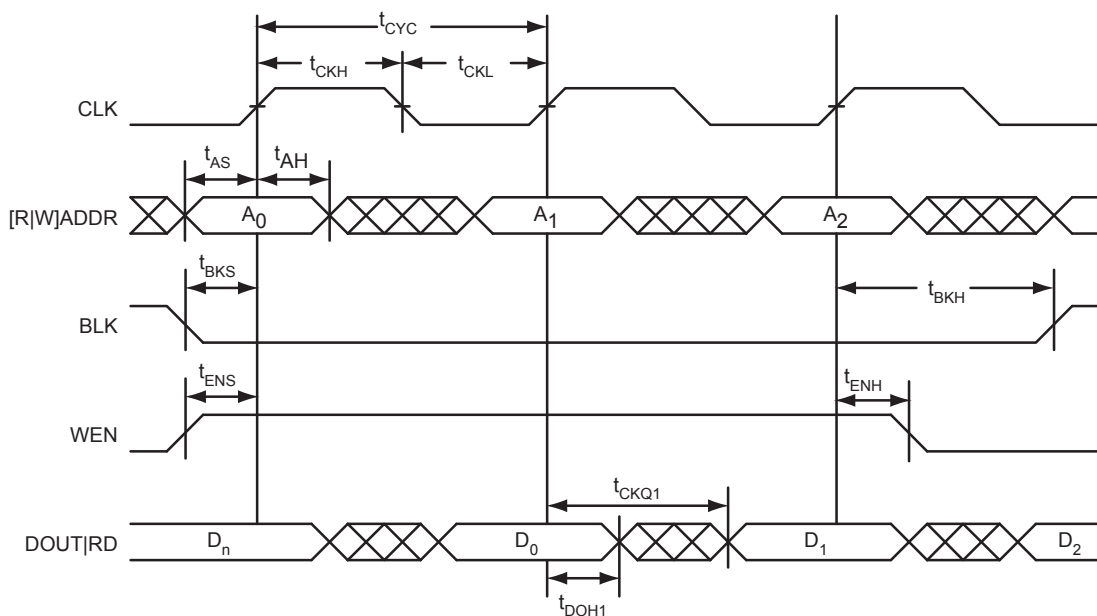 tCYC
tCKH tCKL
CLK
tAS tAH
[R|W]ADDR A0 A1 A2
tBKS tBKH
BLK
tENS tENH
WEN
tCKQ1
DOUT|RD Dn D0 D1 D2
tDOH1